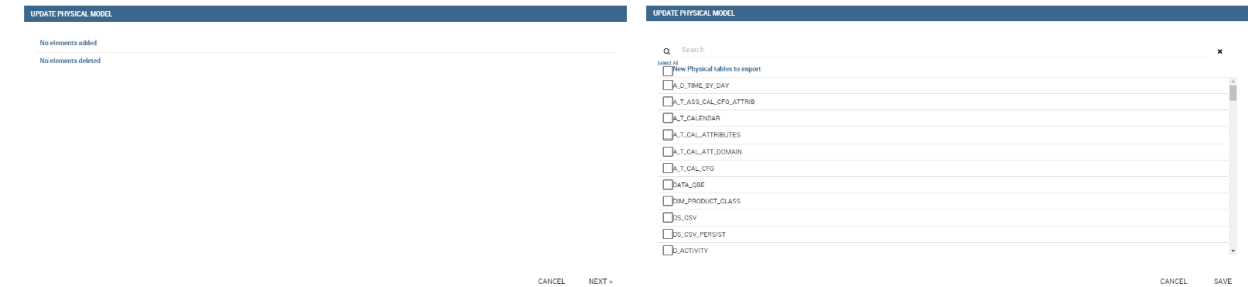 UPDATE PHYSICAL MODEL
No elements added
No elements deleted
CANCEL NEXT »
UPDATE PHYSICAL MODEL
Search
Select All
New Physical tables to import
A_D_TIME_BY_DAY
A_T_ASS_CAL_CFG_ATTRIB
A_T_CALENDAR
A_T_CAL_ATTRIBUTES
A_T_CAL_ATT_DOMAIN
A_T_CAL_CFG
DATA_QBE
DIM_PRODUCT_CLASS
DS_CSV
DS_CSV_PERSIST
D_ACTIVITY
CANCEL SAVE